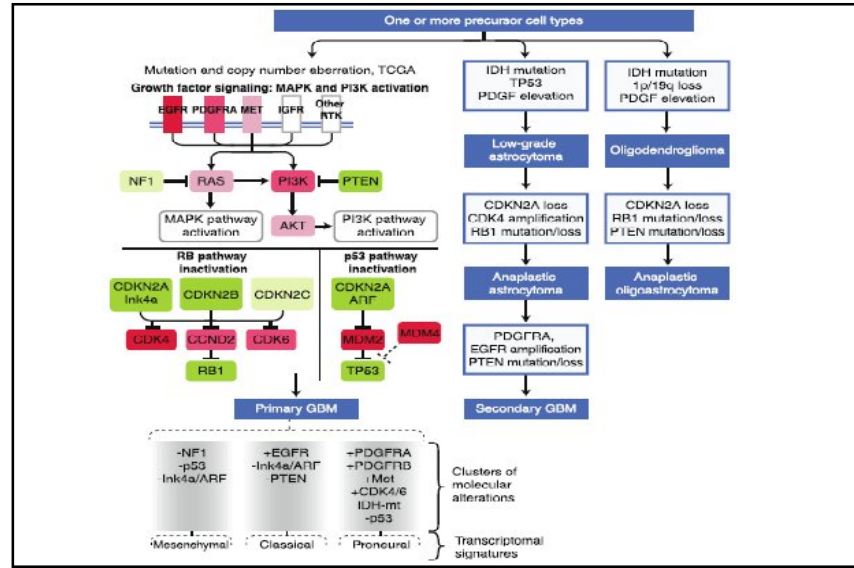 One or more precursor cell types
Mutation and copy number aberration, TCGA
Growth factor signaling: MAPK and PI3K activation
EGFR PDGFRA MET IGFR Other
RTK
NF1 RAS PI3K PTEN
MAPK pathway
activation
AKT
PI3K pathway
activation
RB pathway
inactivation
CDKN2A
Ink4a
CDKN2B
CDKN2C
CDK4 CCND2 CDK6
RB1
p53 pathway
inactivation
CDKN2A
ARF
MDM2
MDM4
TP53
Primary GBM
-NF1
-p53
-Ink4a/ARF
+EGFR
-Ink4a/ARF
-PTEN
+PDGFRA
+PDGFRB
+Met
+CDK4/6
IDH-mt
-p53
Clusters of
molecular
alterations
Mesenchymal Classical Proneural
Transcriptomal
signatures
IDH mutation
TP53
PDGF elevation
Low-grade
astrocytoma
CDKN2A loss
CDK4 amplification
RB1 mutation/loss
Anaplastic
astrocytoma
PDGFRA,
EGFR amplification
PTEN mutation/loss
Secondary GBM
IDH mutation
1p/19q loss
PDGF elevation
Oligodendroglioma
CDKN2A loss
RB1 mutation/loss
PTEN mutation/loss
Anaplastic
oligoastrocytoma